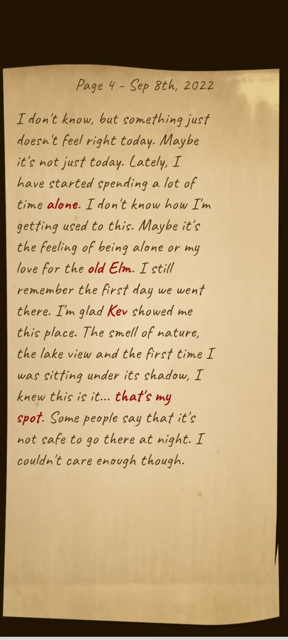 Page 4 - Sep 8th, 2022
I don't know, but something just
doesn't feel right today. Maybe
it's not just today. Lately, I
have started spending a lot of
time alone. I don't know how I'm
getting used to this. Maybe it's
the feeling of being alone or my
love for the old Elm. I still
remember the first day we went
there. I'm glad Kev showed me
this place. The smell of nature,
the lake view and the first time I
was sitting under its shadow, I
knew this is it... that's my
spot. Some people say that it's
not safe to go there at night. I
couldn't care enough though.